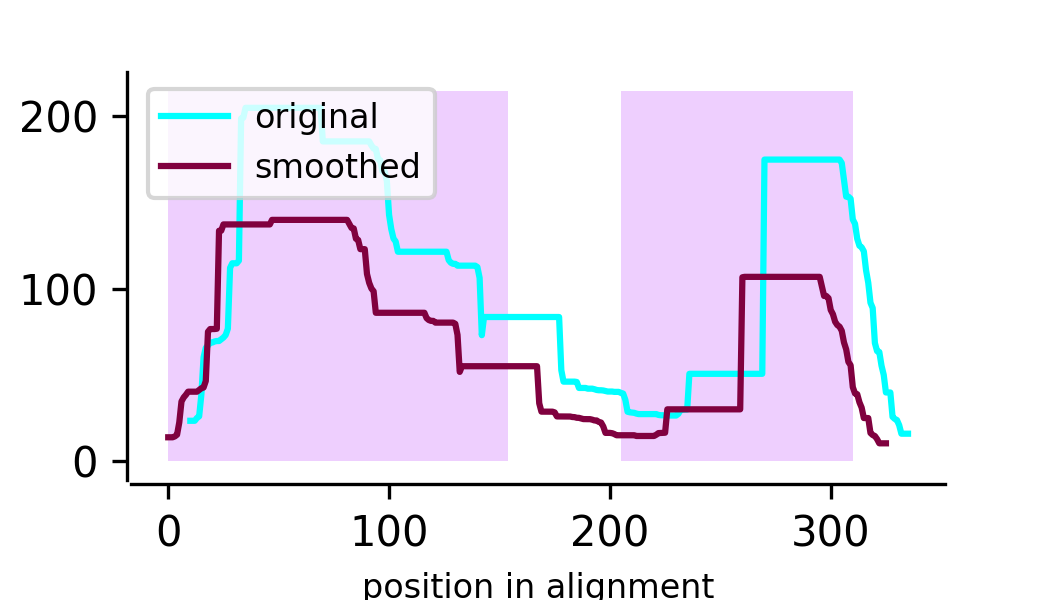 200
100
0
original
smoothed
0 100 200 300
position in alignment